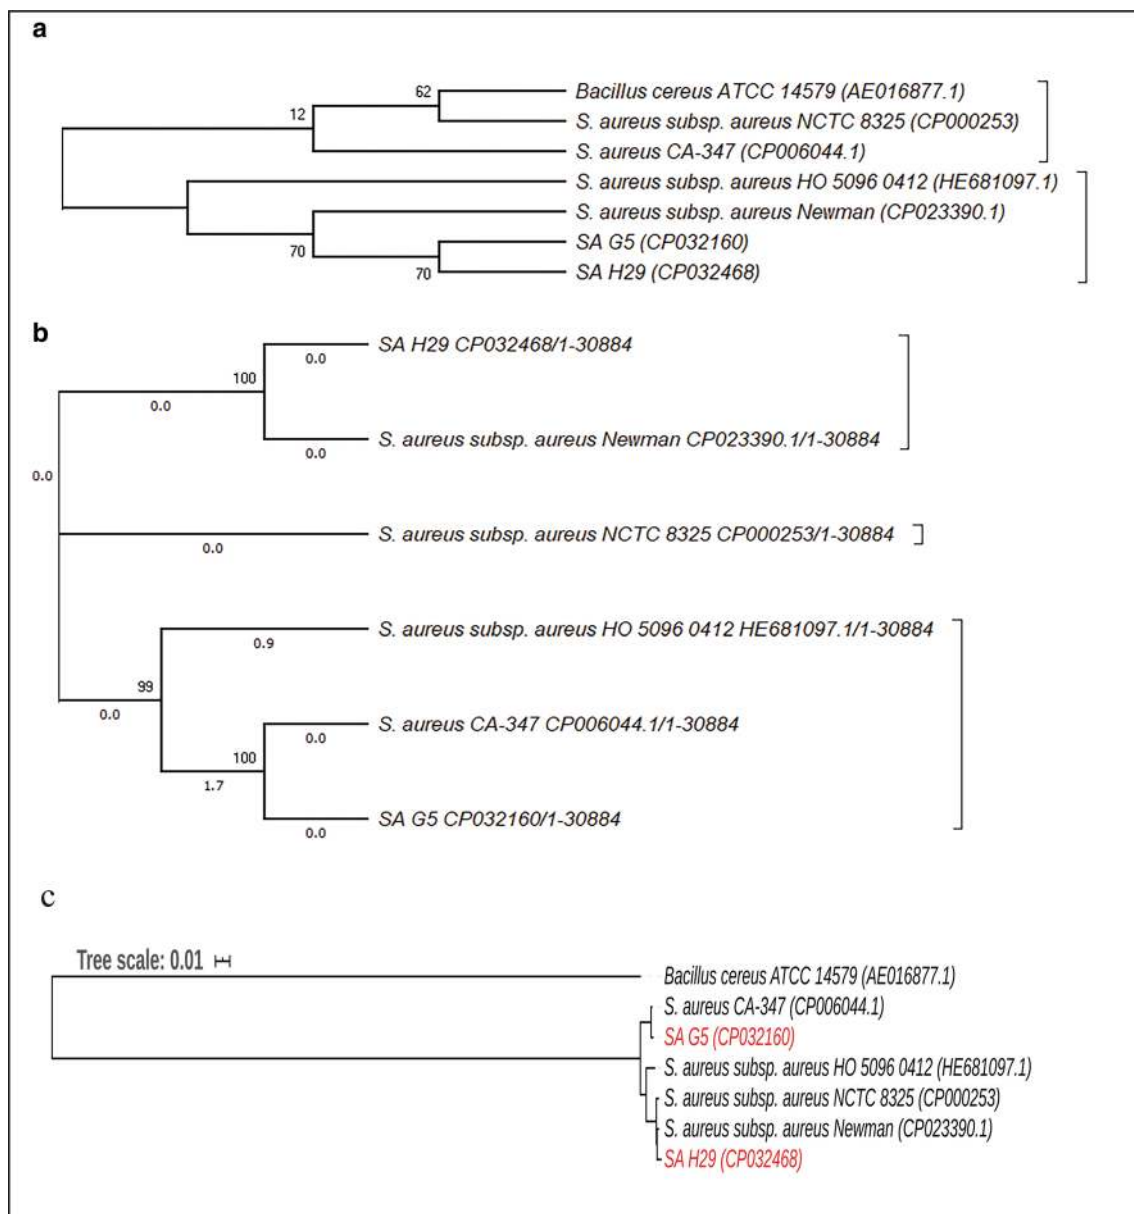 a
62
Bacillus cereus ATCC 14579 (AE016877.1)
12
S. aureus subsp. aureus NCTC 8325 (CP000253)
S. aureus CA-347 (CP006044.1)
S. aureus subsp. aureus HO 5096 0412 (HE681097.1)
S. aureus subsp. aureus Newman (CP023390.1)
70
SA G5 (CP032160)
70
SA H29 (CP032468)
b
SA H29 CP032468/1-30884
0.0
100
0.0
S. aureus subsp. aureus Newman CP023390.1/1-30884
0.0
0.0
S. aureus subsp. aureus NCTC 8325 CP000253/1-30884
0.0
S. aureus subsp. aureus HO 5096 0412 HE681097.1/1-30884
0.9
99
0.0
S. aureus CA-347 CP006044.1/1-30884
0.0
100
1.7
SA G5 CP032160/1-30884
0.0
c
Tree scale: 0.01
Bacillus cereus ATCC 14579 (AE016877.1)
S. aureus CA-347 (CP006044.1)
SA G5 (CP032160)
S. aureus subsp. aureus HO 5096 0412 (HE681097.1)
S. aureus subsp. aureus NCTC 8325 (CP000253)
S. aureus subsp. aureus Newman (CP023390.1)
SA H29 (CP032468)